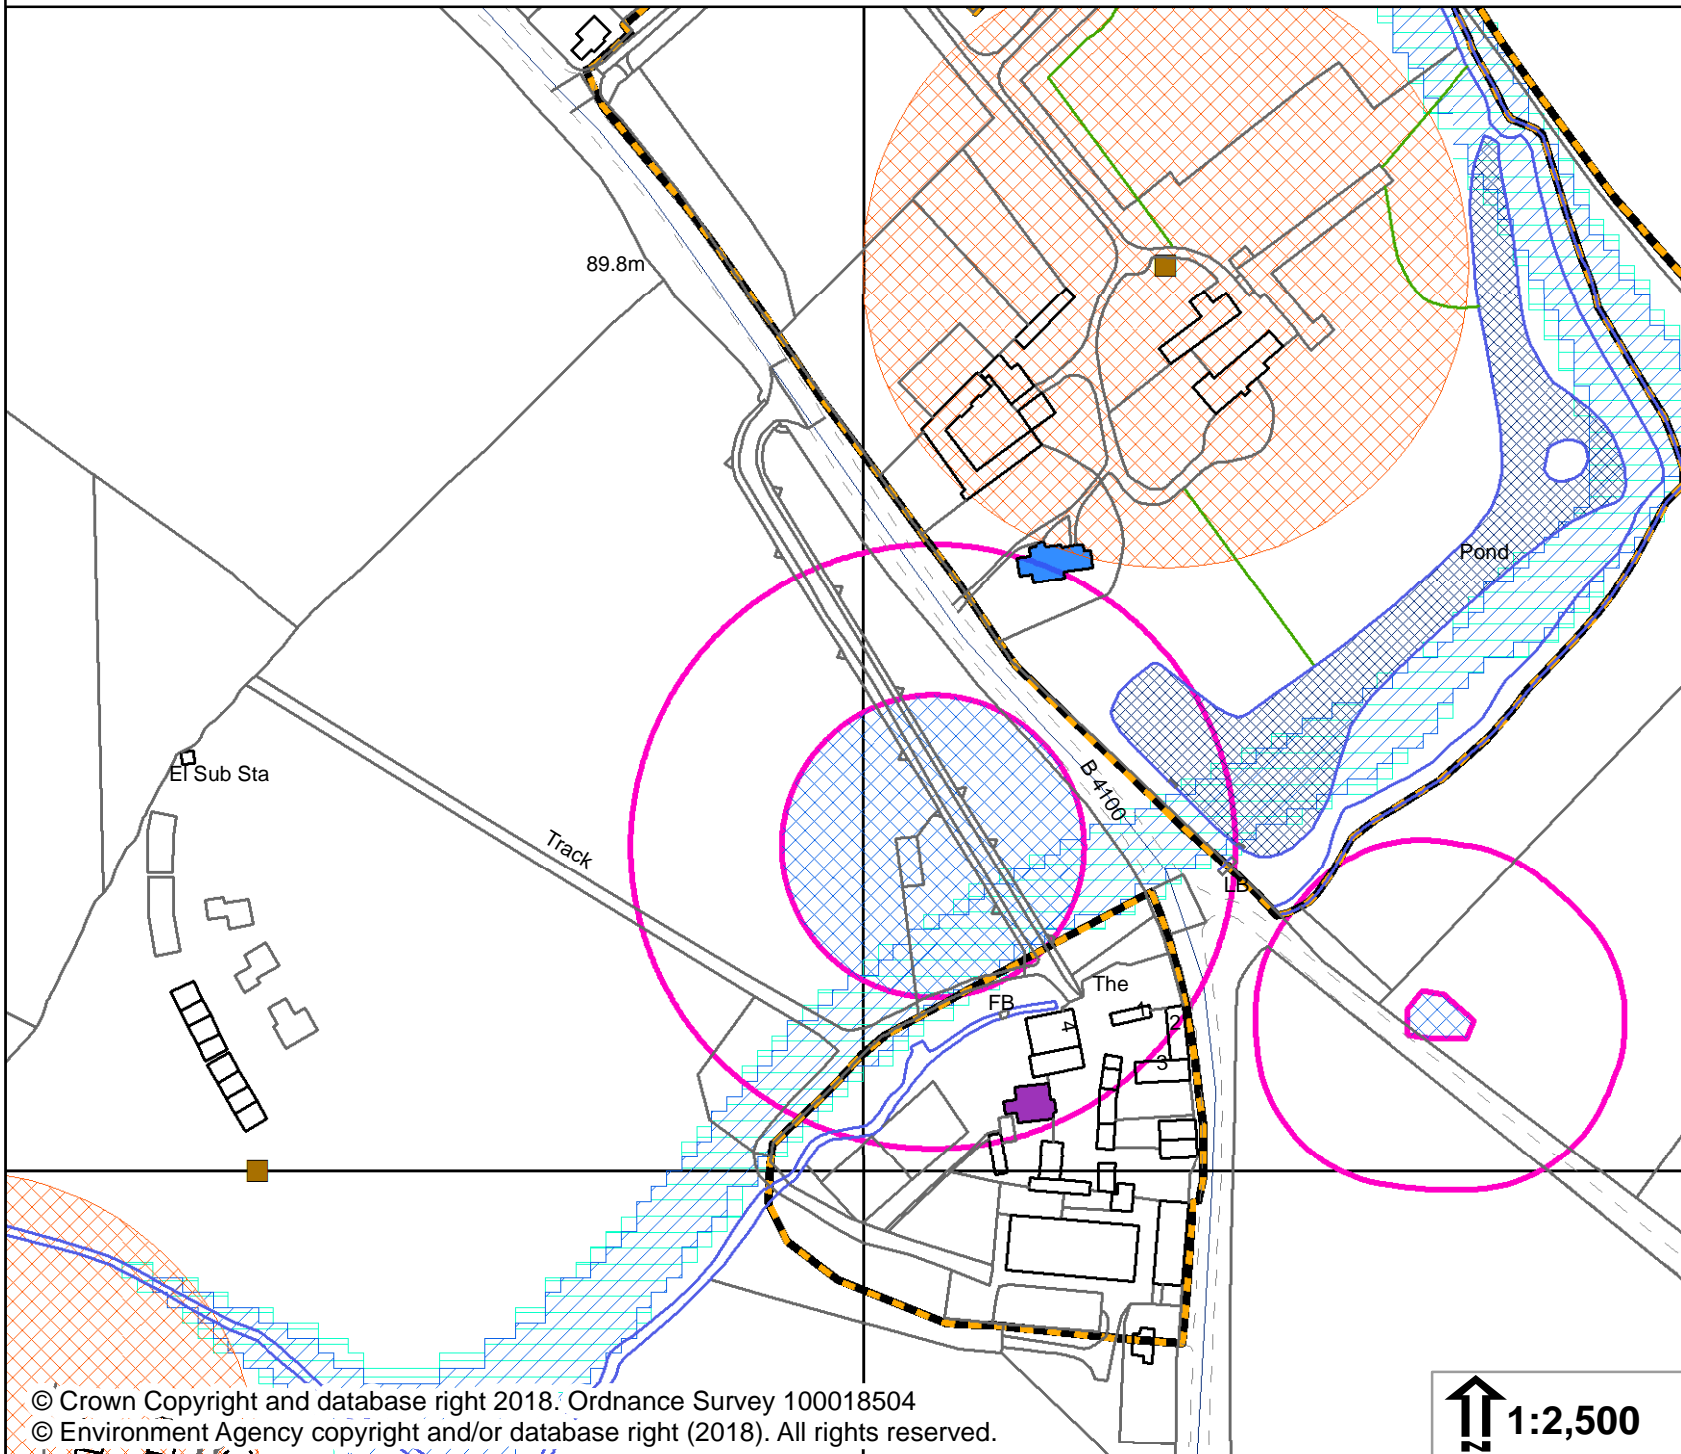 89.8m
Pond
El Sub Sta
B 4100
Track
LB
The
FB
1
2
4
3
© Crown Copyright and database right 2018. Ordnance Survey 100018504
© Environment Agency copyright and/or database right (2018). All rights reserved.
1:2,500
N